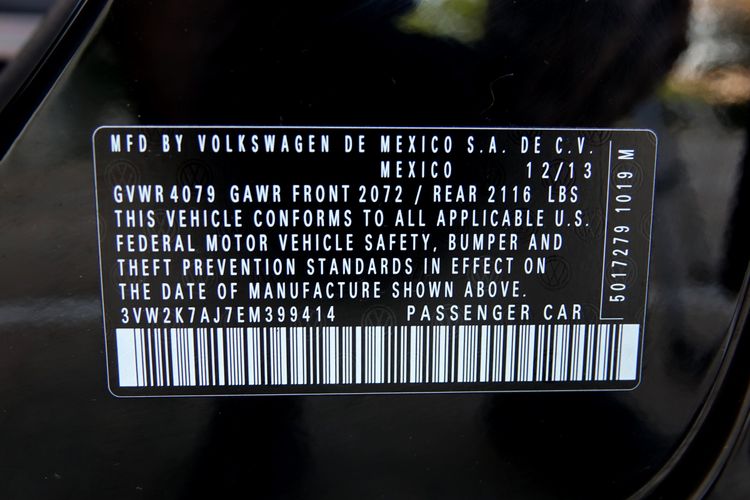 MFD BY VOLKSWAGEN DE MEXICO S.A. DE C.V.
MEXICO 12/13
GVWR 4079 GAWR FRONT 2072 / REAR 2116 LBS
THIS VEHICLE CONFORMS TO ALL APPLICABLE U.S.
FEDERAL MOTOR VEHICLE SAFETY, BUMPER AND
THEFT PREVENTION STANDARDS IN EFFECT ON
THE DATE OF MANUFACTURE SHOWN ABOVE.
3VW2K7AJ7EM399414 PASSENGER CAR
5017279 1019 M